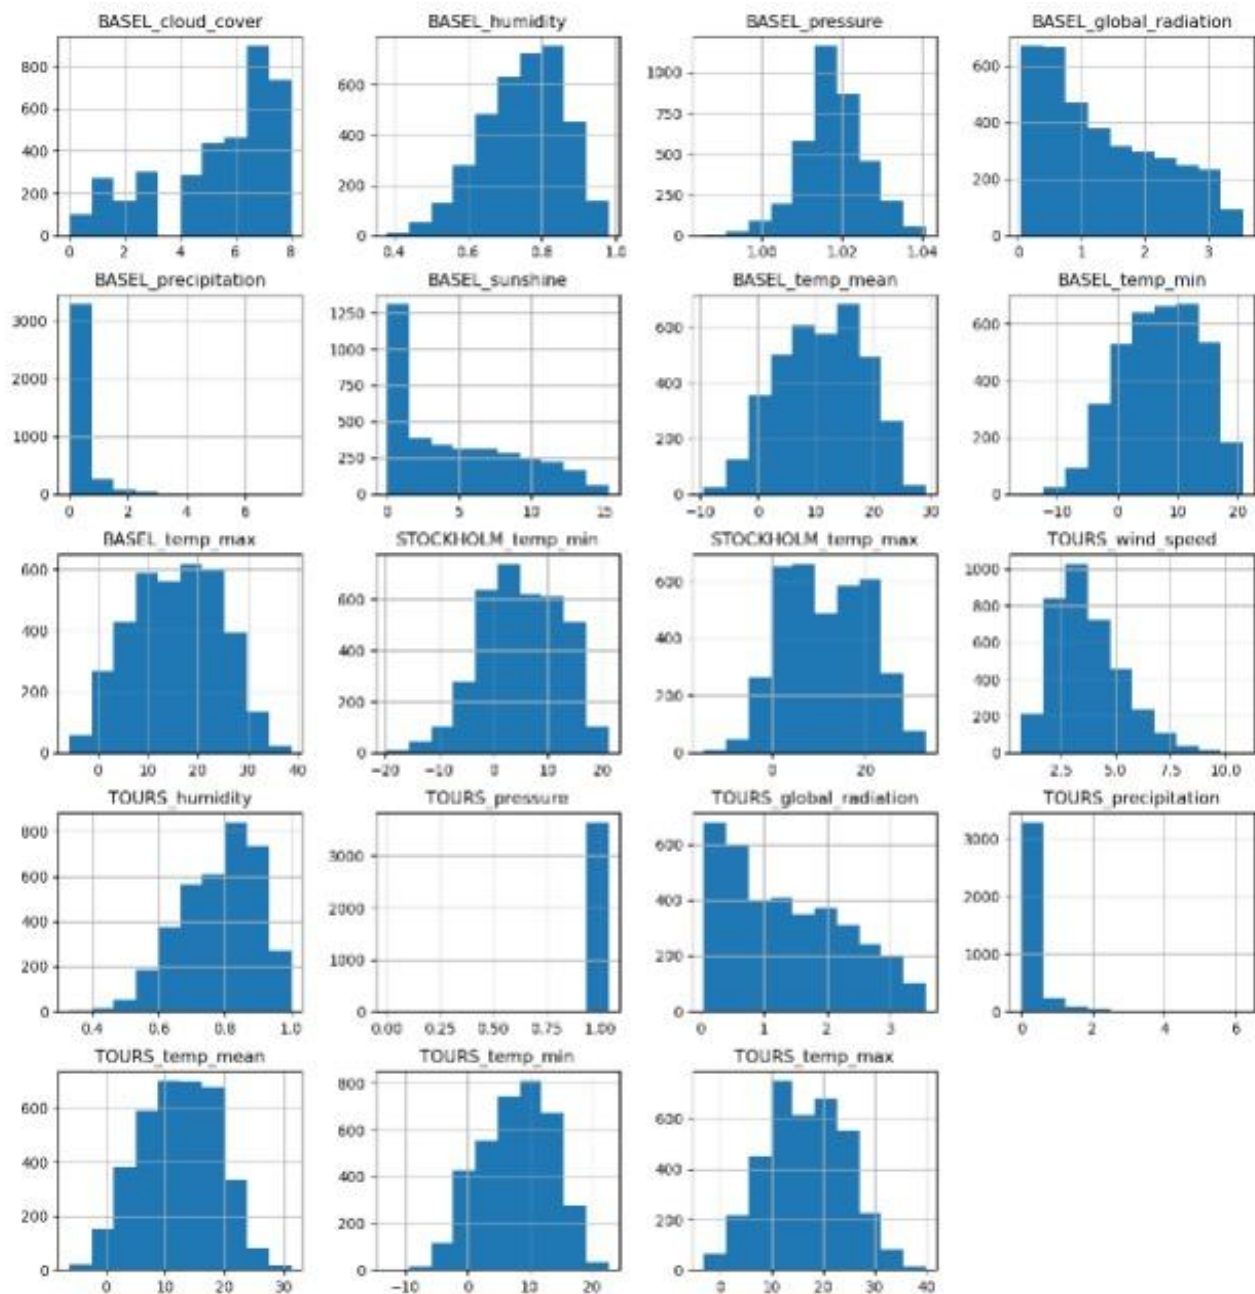 BASEL_cloud_cover BASEL_humidity BASEL_pressure BASEL_global_radiation
800 600 1000 600
600 750 400
400 400 500 200
200 200 250
0 0 0 0
0 2 4 6 8 0.4 0.6 0.8 1.0 1.00 1.02 1.04 0 1 2 3
BASEL_precipitation BASEL_sunshine BASEL_temp_mean BASEL_temp_min
3000 1250 600 600
2000 1000 400 400
750
1000 500 200 200
250
0 0 0 0
0 2 4 6 0 5 10 15 −10 0 10 20 30 −10 0 10 20
BASEL_temp_max STOCKHOLM_temp_min STOCKHOLM_temp_max TOURS_wind_speed
600 600 600 1000
800
400 400 400 600
200 200 200 400
200
0 0 0 0
0 10 20 30 40 −20 −10 0 10 20 0 20 2.5 5.0 7.5 10.0
TOURS_humidity TOURS_pressure TOURS_global_radiation TOURS_precipitation
800 3000 600 3000
600 2000 400 2000
400
200 1000 200 1000
0 0 0 0
0.4 0.6 0.8 1.0 0.00 0.25 0.50 0.75 1.00 0 1 2 3 0 2 4 6
TOURS_temp_mean TOURS_temp_min TOURS_temp_max
600 800 600
400 600 400
200 400 200
200
0 0 0
0 10 20 30 −10 0 10 20 0 10 20 30 40